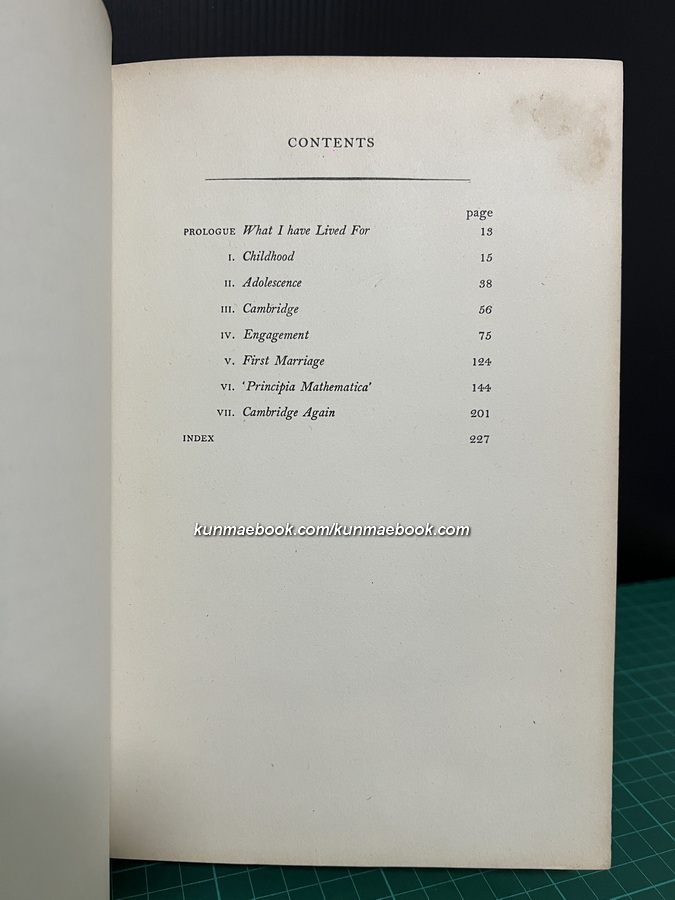 CONTENTS
page
PROLOGUE What I have Lived For 13
I. Childhood 15
II. Adolescence 38
III. Cambridge 56
IV. Engagement 75
V. First Marriage 124
VI. 'Principia Mathematica' 144
VII. Cambridge Again 201
INDEX 227
kunmaebook.com/kunmaebook.com